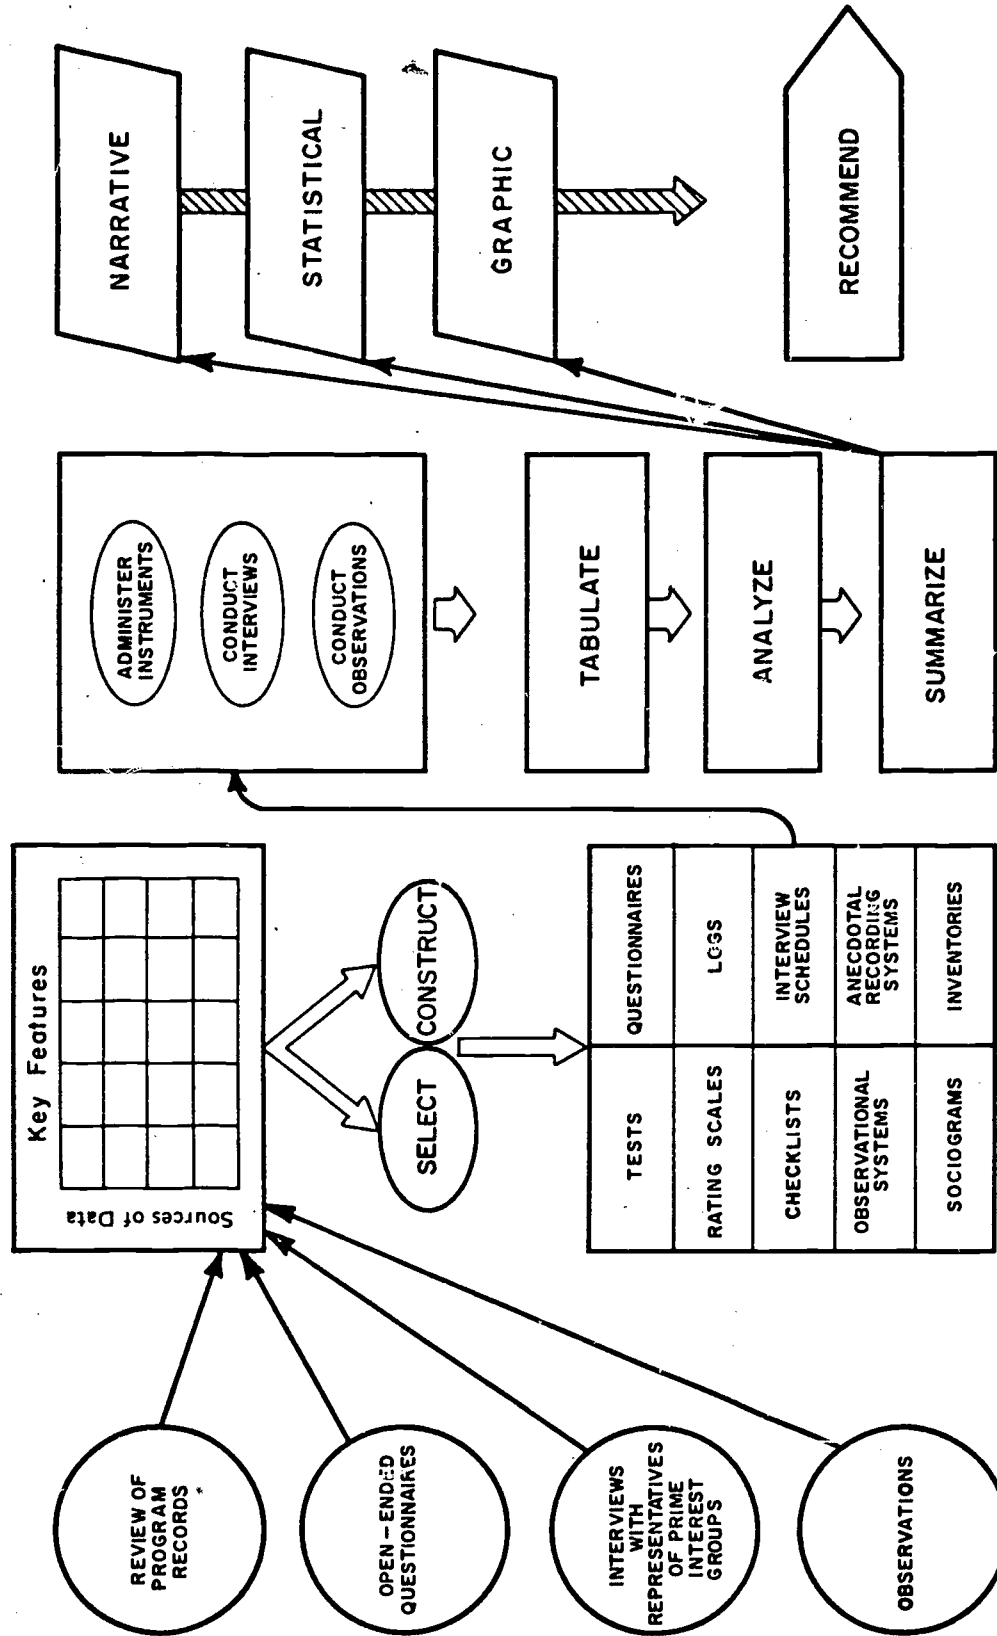 REVIEW OF
PROGRAM
RECORDS
OPEN-ENDED
QUESTIONNAIRES
INTERVIEWS
WITH
REPRESENTATIVES
OF PRIME
INTEREST
GROUPS
OBSERVATIONS
Key Features
Sources of Data
SELECT
CONSTRUCT
TESTS
QUESTIONNAIRES
RATING SCALES
LOGS
CHECKLISTS
INTERVIEW
SCHEDULES
OBSERVATIONAL
SYSTEMS
ANECDOTAL
RECORDING
SYSTEMS
SOCIOGRAMS
INVENTORIES
ADMINISTER
INSTRUMENTS
CONDUCT
INTERVIEWS
CONDUCT
OBSERVATIONS
TABULATE
ANALYZE
SUMMARIZE
NARRATIVE
STATISTICAL
GRAPHIC
RECOMMEND